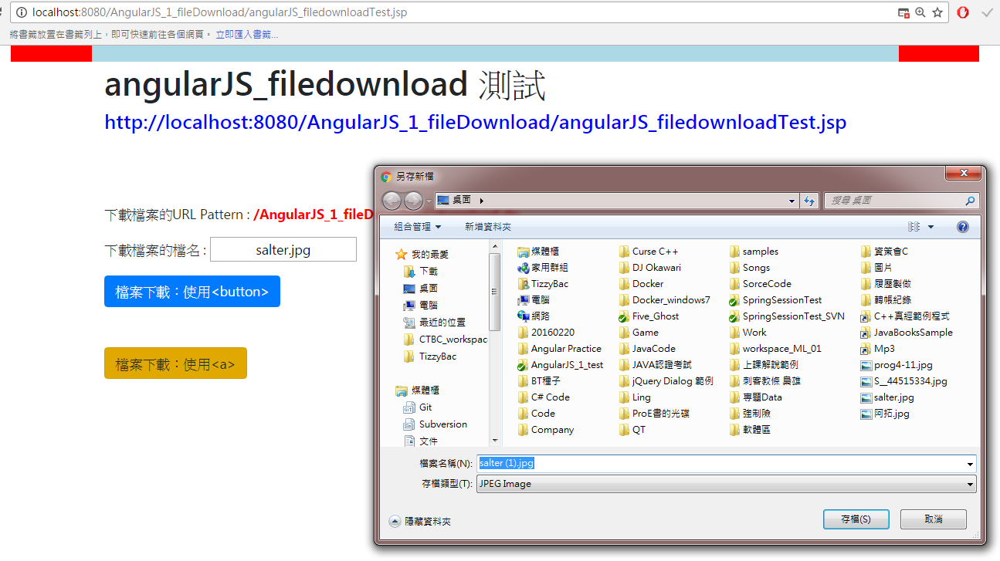 localhost:8080/AngularJS_1_fileDownload/angularJS_filedownloadTest.jsp
將書籤放置在書籤列上，即可快速前往各個網頁。 立即匯入書籤...
angularJS_filedownload 測試
http://localhost:8080/AngularJS_1_fileDownload/angularJS_filedownloadTest.jsp
下載檔案的URL Pattern : /AngularJS_1_fileD
下載檔案的檔名 : salter.jpg
檔案下載：使用<button>
檔案下載：使用<a>
另存新檔
桌面
搜尋 桌面
組合管理 新增資料夾
我的最愛
下載
桌面
電腦
最近的位置
CTBC_workspac
TizzyBac
媒體櫃
Git
Subversion
文件
媒體櫃 Curse C++ samples 資策會C
家用群組 DJ Okawari Songs 圖片
TizzyBac Docker SorceCode 履歷製做
電腦 Docker_windows7 SpringSessionTest 轉帳紀錄
網路 Five_Ghost SpringSessionTest_SVN C++真經範例程式
20160220 Game Work JavaBooksSample
Angular Practice JavaCode workspace_ML_01 Mp3
AngularJS_1_test JAVA認證考試 上課解說範例 prog4-11.jpg
BT種子 jQuery Dialog 範例 刺客教條 梟雄 S__44515334.jpg
C# Code Ling 專題Data salter.jpg
Code ProE書的光碟 強制險 阿拓.jpg
Company QT 軟體區
檔案名稱(N): salter (1).jpg
存檔類型(T): JPEG Image
隱藏資料夾 存檔(S) 取消